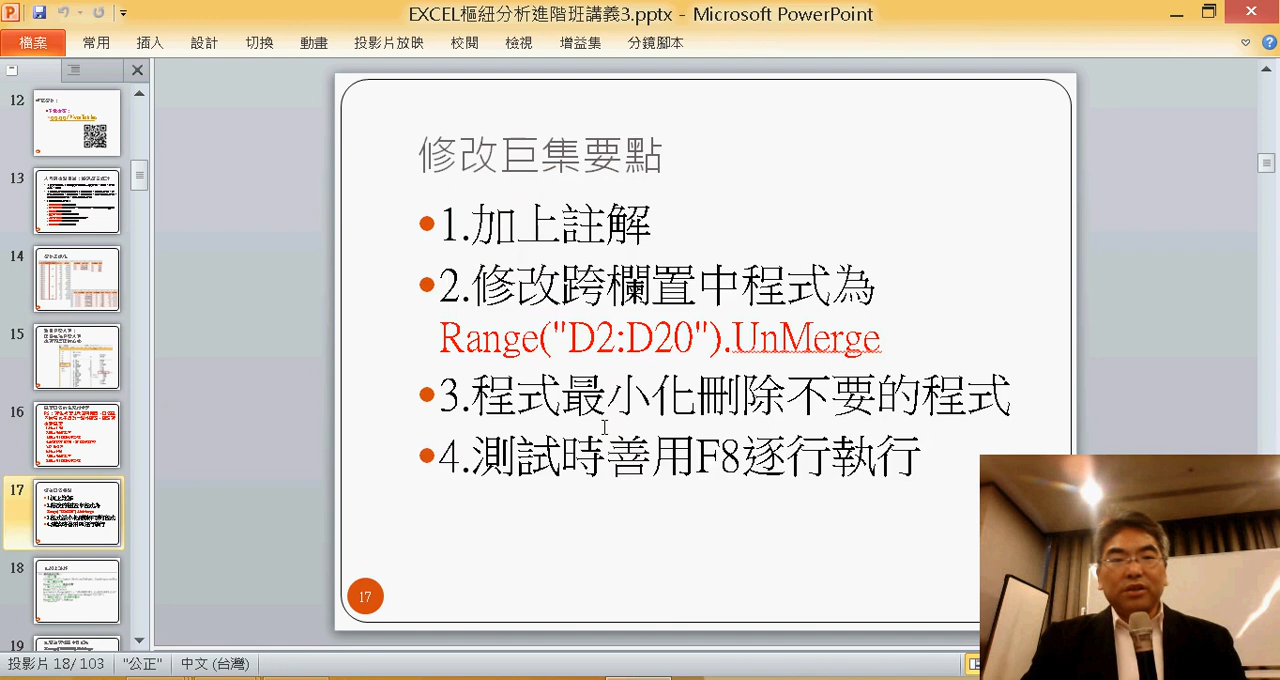 EXCEL樞紐分析進階班講義3.pptx - Microsoft PowerPoint
檔案 常用 插入 設計 切換 動畫 投影片放映 校閱 檢視 增益集 分鏡腳本
12
13
14
15
16
17
18
19
修改巨集要點
1.加上註解
2.修改跨欄置中程式為
Range("D2:D20").UnMerge
3.程式最小化刪除不要的程式
4.測試時善用F8逐行執行
17
投影片 18/ 103 "公正" 中文 (台灣)